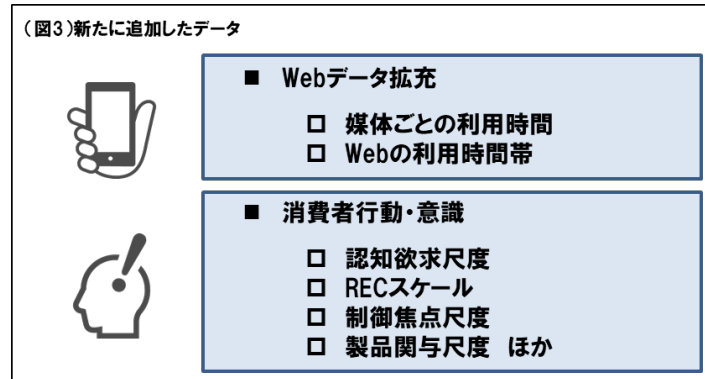 (図3)新たに追加したデータ
■ Webデータ拡充
□ 媒体ごとの利用時間
□ Webの利用時間帯
■ 消費者行動・意識
□ 認知欲求尺度
□ RECスケール
□ 制御焦点尺度
□ 製品関与尺度 ほか